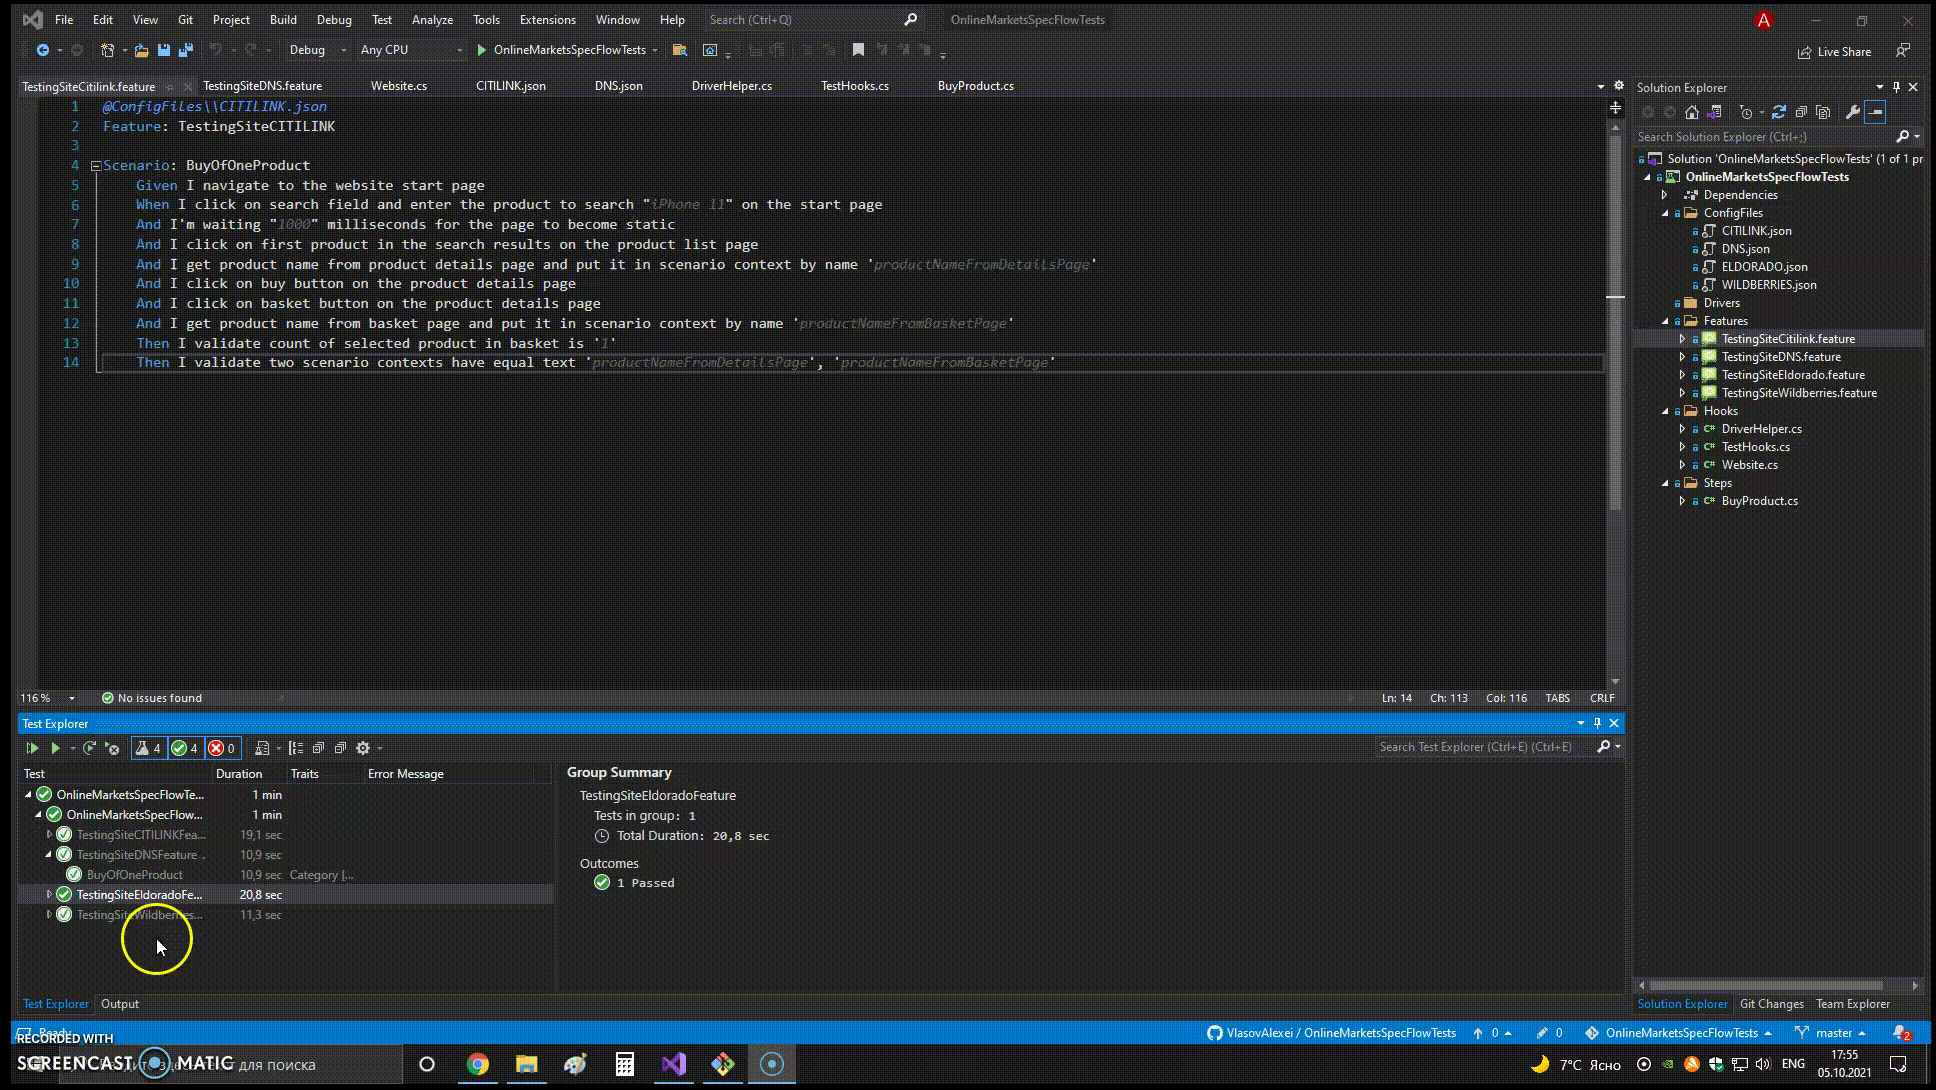 File Edit View Git Project Build Debug Test Analyze Tools Extensions Window Help Search (Ctrl+Q) OnlineMarketsSpecFlowTests A
Debug Any CPU OnlineMarketsSpecFlowTests Live Share
TestingSiteCitilink.feature TestingSiteDNS.feature Website.cs CITILINK.json DNS.json DriverHelper.cs TestHooks.cs BuyProduct.cs
1 @ConfigFiles\\CITILINK.json
2 Feature: TestingSiteCITILINK
3
4 Scenario: BuyOfOneProduct
5 Given I navigate to the website start page
6 When I click on search field and enter the product to search "iPhone 11" on the start page
7 And I'm waiting "1000" milliseconds for the page to become static
8 And I click on first product in the search results on the product list page
9 And I get product name from product details page and put it in scenario context by name 'productNameFromDetailsPage'
10 And I click on buy button on the product details page
11 And I click on basket button on the product details page
12 And I get product name from basket page and put it in scenario context by name 'productNameFromBasketPage'
13 Then I validate count of selected product in basket is '1'
14 Then I validate two scenario contexts have equal text 'productNameFromDetailsPage', 'productNameFromBasketPage'
116 % No issues found Ln: 14 Ch: 113 Col: 116 TABS CRLF
Solution Explorer
Search Solution Explorer (Ctrl+;)
Solution 'OnlineMarketsSpecFlowTests' (1 of 1 pr
OnlineMarketsSpecFlowTests
Dependencies
ConfigFiles
CITILINK.json
DNS.json
ELDORADO.json
WILDBERRIES.json
Drivers
Features
TestingSiteCitilink.feature
TestingSiteDNS.feature
TestingSiteEldorado.feature
TestingSiteWildberries.feature
Hooks
C# DriverHelper.cs
C# TestHooks.cs
C# Website.cs
Steps
C# BuyProduct.cs
Solution Explorer Git Changes Team Explorer
Test Explorer
4 4 0 Search Test Explorer (Ctrl+E) (Ctrl+E)
Test Duration Traits Error Message
OnlineMarketsSpecFlowTe... 1 min
OnlineMarketsSpecFlow... 1 min
TestingSiteCITILINKFea... 19,1 sec
TestingSiteDNSFeature . 10,9 sec
BuyOfOneProduct 10,9 sec Category [...
TestingSiteEldoradoFe... 20,8 sec
TestingSiteWildberries... 11,3 sec
Group Summary
TestingSiteEldoradoFeature
Tests in group: 1
Total Duration: 20,8 sec
Outcomes
1 Passed
Test Explorer Output
Ready VlasovAlexei / OnlineMarketsSpecFlowTests 0 0 OnlineMarketsSpecFlowTests master 2
RECORDED WITH
SCREENCAST MATIC для поиска
7°C Ясно ENG 17:55
05.10.2021